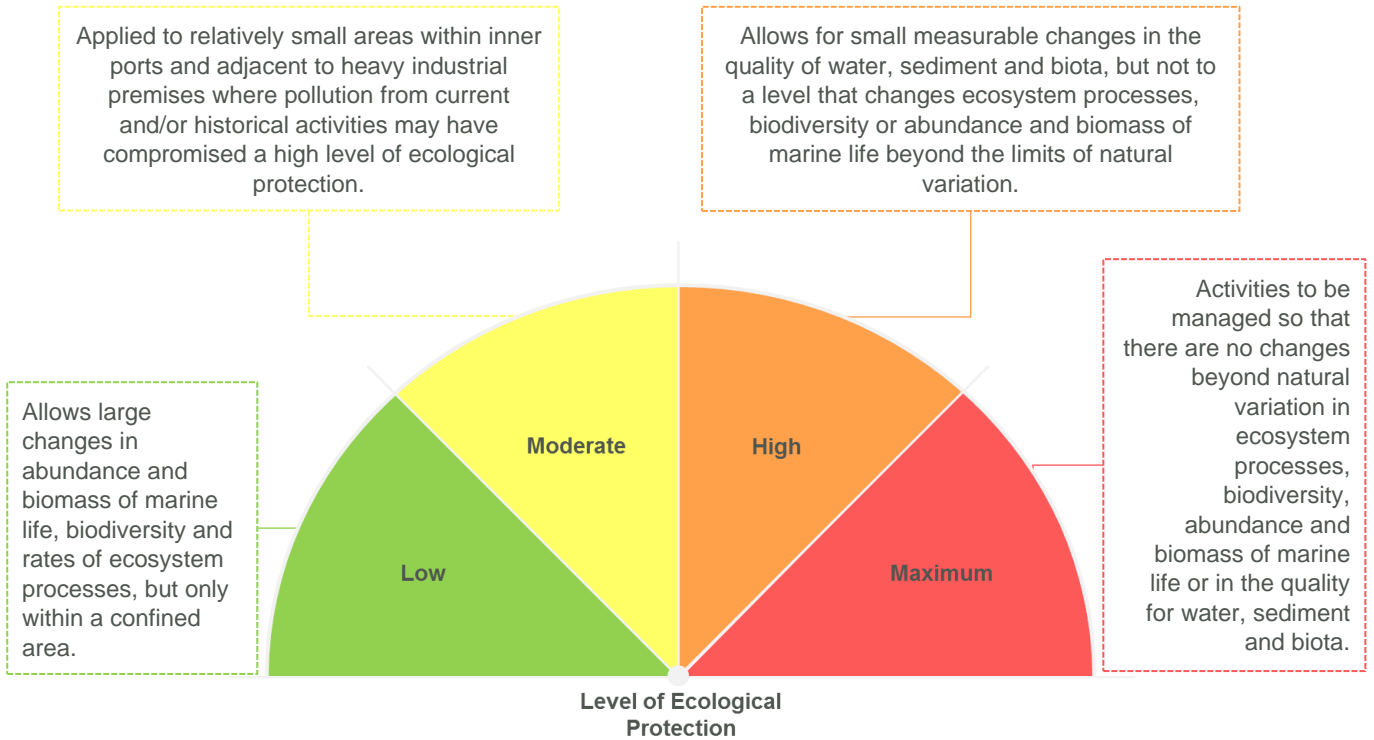 Applied to relatively small areas within inner
ports and adjacent to heavy industrial
premises where pollution from current
and/or historical activities may have
compromised a high level of ecological
protection.
Allows for small measurable changes in the
quality of water, sediment and biota, but not to
a level that changes ecosystem processes,
biodiversity or abundance and biomass of
marine life beyond the limits of natural
variation.
Allows large
changes in
abundance and
biomass of marine
life, biodiversity and
rates of ecosystem
processes, but only
within a confined
area.
Activities to be
managed so that
there are no changes
beyond natural
variation in
ecosystem
processes,
biodiversity,
abundance and
biomass of marine
life or in the quality
for water, sediment
and biota.
Low
Moderate
High
Maximum
Level of Ecological
Protection